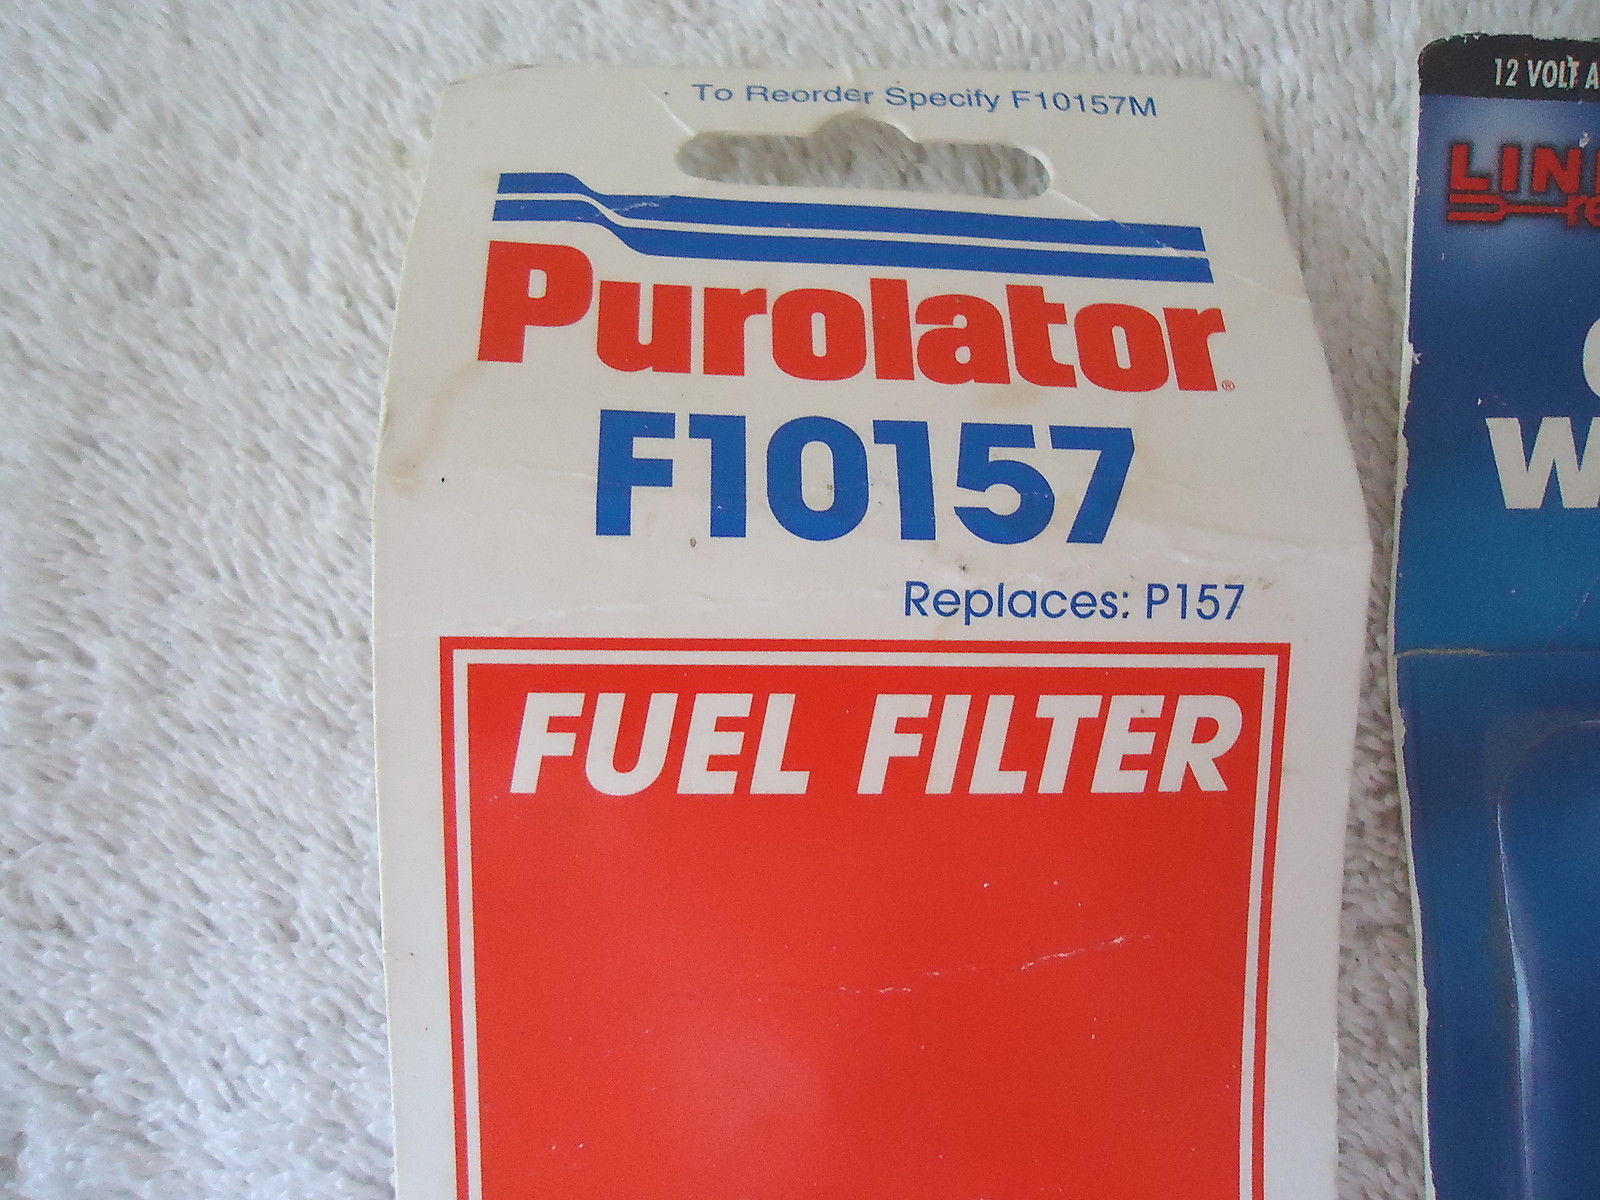 To Reorder Specify F10157M
Purolator®
F10157
Replaces: P157
FUEL FILTER
12 VOLT